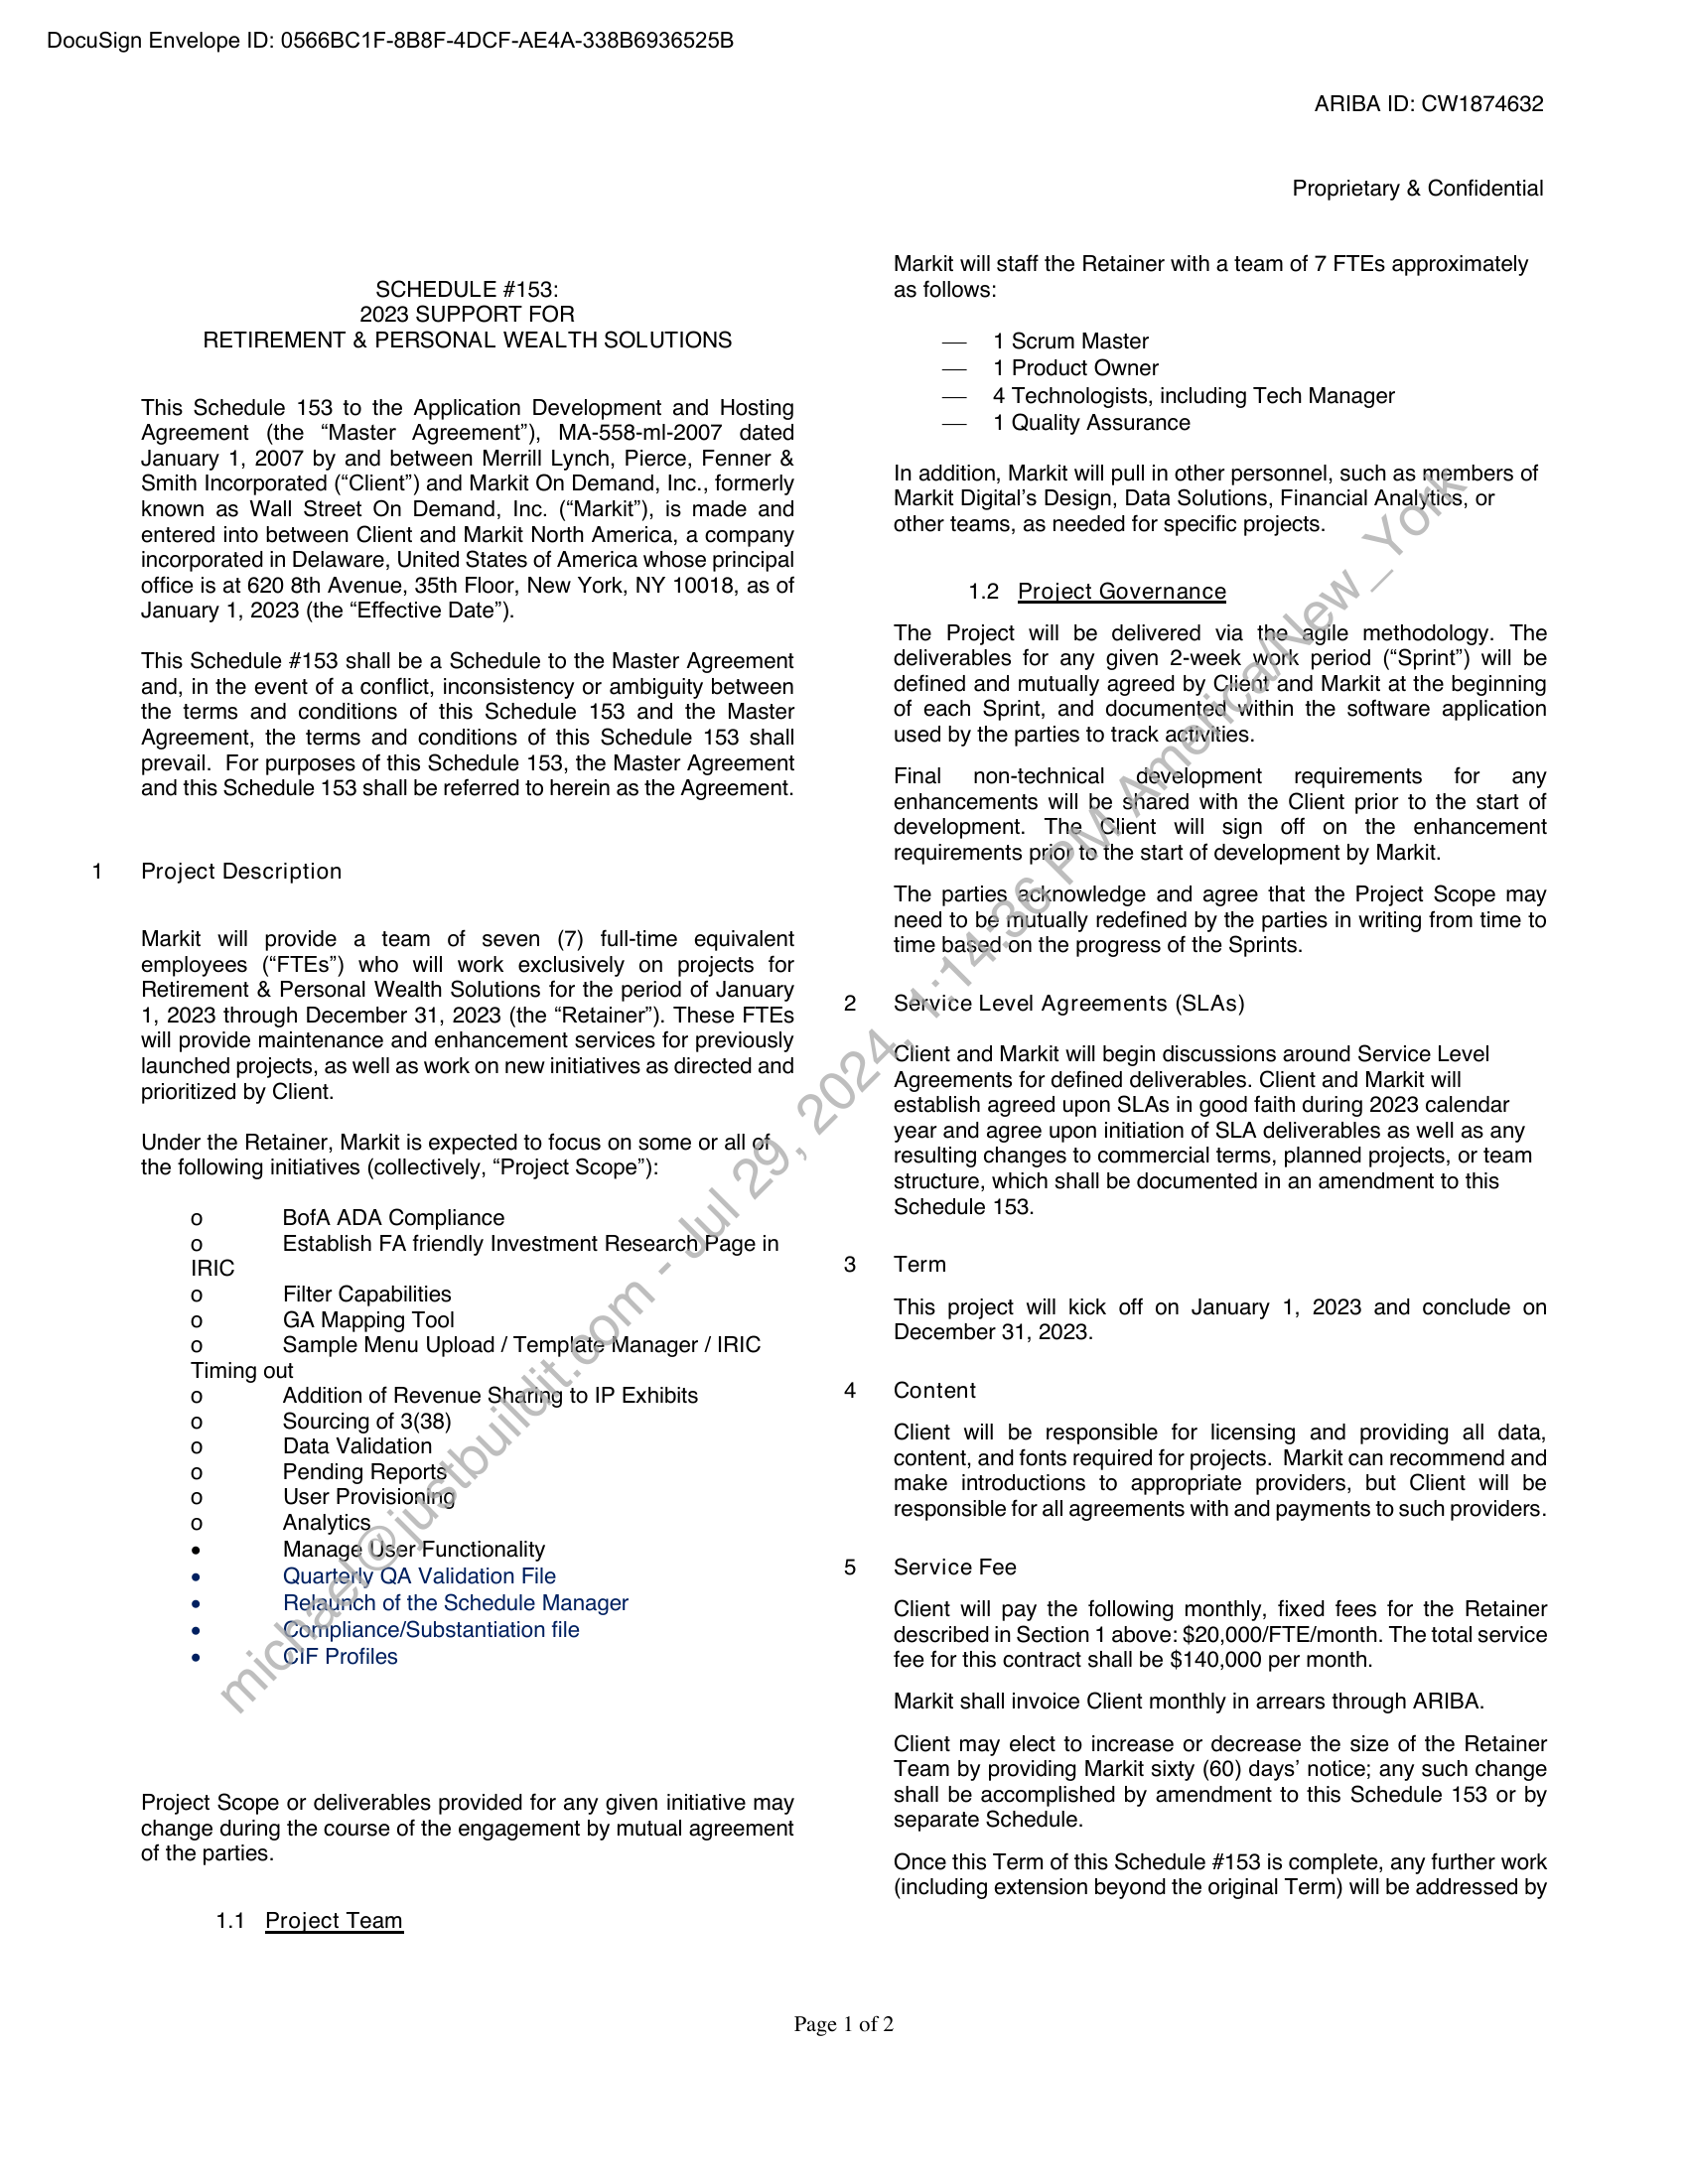 DocuSign Envelope ID: 0566BC1F-8B8F-4DCF-AE4A-338B6936525B
ARIBA ID: CW1874632
Proprietary & Confidential
SCHEDULE #153:
2023 SUPPORT FOR
RETIREMENT & PERSONAL WEALTH SOLUTIONS
This Schedule 153 to the Application Development and Hosting
Agreement (the “Master Agreement”), MA-558-ml-2007 dated
January 1, 2007 by and between Merrill Lynch, Pierce, Fenner &
Smith Incorporated (“Client”) and Markit On Demand, Inc., formerly
known as Wall Street On Demand, Inc. (“Markit”), is made and
entered into between Client and Markit North America, a company
incorporated in Delaware, United States of America whose principal
office is at 620 8th Avenue, 35th Floor, New York, NY 10018, as of
January 1, 2023 (the “Effective Date”).
This Schedule #153 shall be a Schedule to the Master Agreement
and, in the event of a conflict, inconsistency or ambiguity between
the terms and conditions of this Schedule 153 and the Master
Agreement, the terms and conditions of this Schedule 153 shall
prevail. For purposes of this Schedule 153, the Master Agreement
and this Schedule 153 shall be referred to herein as the Agreement.
1 Project Description
Markit will provide a team of seven (7) full-time equivalent
employees (“FTEs”) who will work exclusively on projects for
Retirement & Personal Wealth Solutions for the period of January
1, 2023 through December 31, 2023 (the “Retainer”). These FTEs
will provide maintenance and enhancement services for previously
launched projects, as well as work on new initiatives as directed and
prioritized by Client.
Under the Retainer, Markit is expected to focus on some or all of
the following initiatives (collectively, “Project Scope”):
o BofA ADA Compliance
o Establish FA friendly Investment Research Page in
IRIC
o Filter Capabilities
o GA Mapping Tool
o Sample Menu Upload / Template Manager / IRIC
Timing out
o Addition of Revenue Sharing to IP Exhibits
o Sourcing of 3(38)
o Data Validation
o Pending Reports
o User Provisioning
o Analytics
• Manage User Functionality
• Quarterly QA Validation File
• Relaunch of the Schedule Manager
• Compliance/Substantiation file
• CIF Profiles
Project Scope or deliverables provided for any given initiative may
change during the course of the engagement by mutual agreement
of the parties.
1.1 Project Team
Markit will staff the Retainer with a team of 7 FTEs approximately
as follows:
— 1 Scrum Master
— 1 Product Owner
— 4 Technologists, including Tech Manager
— 1 Quality Assurance
In addition, Markit will pull in other personnel, such as members of
Markit Digital’s Design, Data Solutions, Financial Analytics, or
other teams, as needed for specific projects.
1.2 Project Governance
The Project will be delivered via the agile methodology. The
deliverables for any given 2-week work period (“Sprint”) will be
defined and mutually agreed by Client and Markit at the beginning
of each Sprint, and documented within the software application
used by the parties to track activities.
Final non-technical development requirements for any
enhancements will be shared with the Client prior to the start of
development. The Client will sign off on the enhancement
requirements prior to the start of development by Markit.
The parties acknowledge and agree that the Project Scope may
need to be mutually redefined by the parties in writing from time to
time based on the progress of the Sprints.
2 Service Level Agreements (SLAs)
Client and Markit will begin discussions around Service Level
Agreements for defined deliverables. Client and Markit will
establish agreed upon SLAs in good faith during 2023 calendar
year and agree upon initiation of SLA deliverables as well as any
resulting changes to commercial terms, planned projects, or team
structure, which shall be documented in an amendment to this
Schedule 153.
3 Term
This project will kick off on January 1, 2023 and conclude on
December 31, 2023.
4 Content
Client will be responsible for licensing and providing all data,
content, and fonts required for projects. Markit can recommend and
make introductions to appropriate providers, but Client will be
responsible for all agreements with and payments to such providers.
5 Service Fee
Client will pay the following monthly, fixed fees for the Retainer
described in Section 1 above: $20,000/FTE/month. The total service
fee for this contract shall be $140,000 per month.
Markit shall invoice Client monthly in arrears through ARIBA.
Client may elect to increase or decrease the size of the Retainer
Team by providing Markit sixty (60) days’ notice; any such change
shall be accomplished by amendment to this Schedule 153 or by
separate Schedule.
Once this Term of this Schedule #153 is complete, any further work
(including extension beyond the original Term) will be addressed by
michael@justbuildit.com - Jul 29, 2024, 1:14:36 PM America/New_York
Page 1 of 2